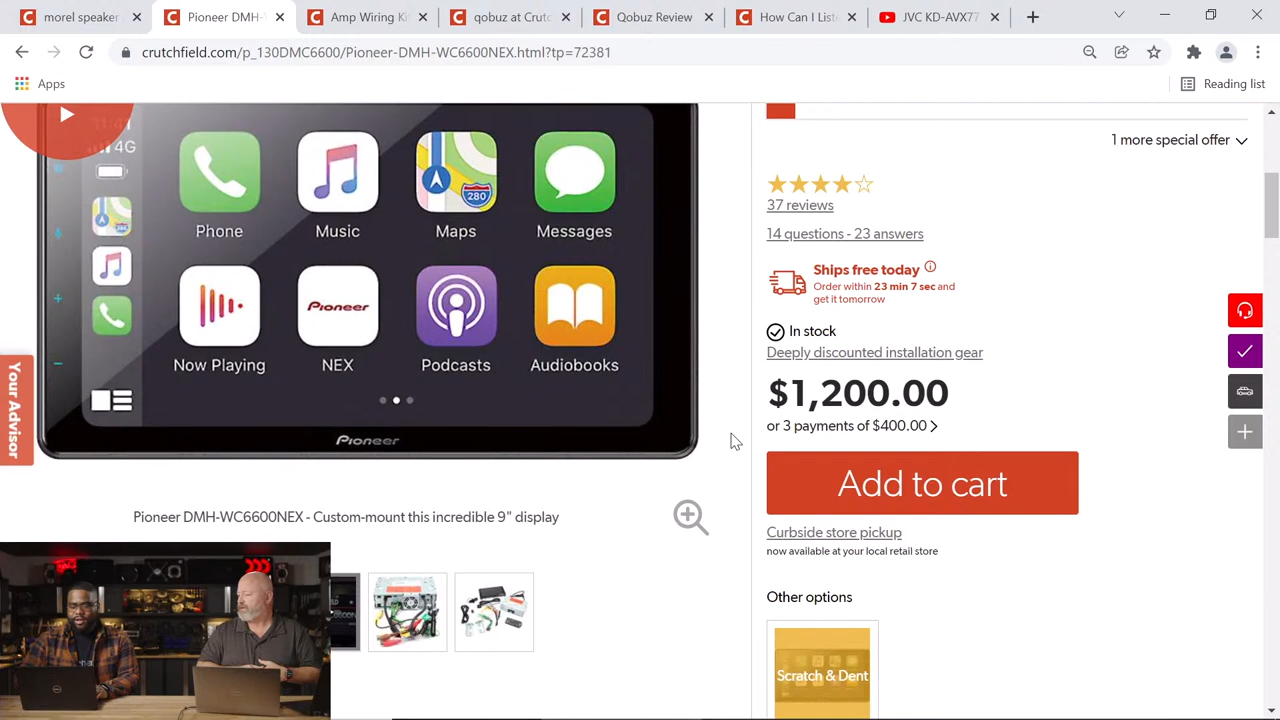 morel speaker
Pioneer DMH-
Amp Wiring Ki
qobuz at Crutc
Qobuz Review
How Can I List
JVC KD-AVX77
crutchfield.com/p_130DMC6600/Pioneer-DMH-WC6600NEX.html?tp=72381
Apps
Reading list
11:41
4G
Phone
Music
Maps
Messages
280
Pioneer
Now Playing
NEX
Podcasts
Audiobooks
Pioneer
Your Advisor
Pioneer DMH-WC6600NEX - Custom-mount this incredible 9" display
1 more special offer
37 reviews
14 questions - 23 answers
Ships free today
Order within 23 min 7 sec and
get it tomorrow
In stock
Deeply discounted installation gear
$1,200.00
or 3 payments of $400.00
Add to cart
Curbside store pickup
now available at your local retail store
Other options
Scratch & Dent